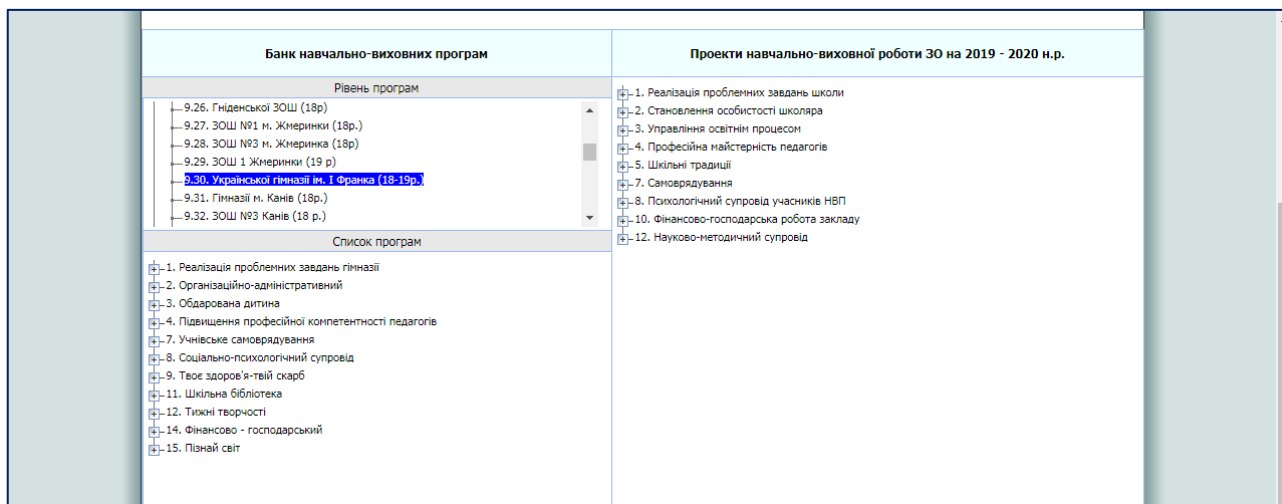 Банк навчально-виховних програм
Рівень програм
9.26. Гніденської ЗОШ (18р)
9.27. ЗОШ №1 м. Жмеринки (18р.)
9.28. ЗОШ №3 м. Жмеринка (18р)
9.29. ЗОШ 1 Жмеринки (19 р)
9.30. Української гімназії ім. І Франка (18-19р.)
9.31. Гімназії м. Канів (18р.)
9.32. ЗОШ №3 Канів (18 р.)
Список програм
1. Реалізація проблемних завдань гімназії
2. Організаційно-адміністративний
3. Обдарована дитина
4. Підвищення професійної компетентності педагогів
7. Учнівське самоврядування
8. Соціально-психологічний супровід
9. Твоє здоров'я-твій скарб
11. Шкільна бібліотека
12. Тижні творчості
14. Фінансово - господарський
15. Пізнай світ
Проекти навчально-виховної роботи ЗО на 2019 - 2020 н.р.
1. Реалізація проблемних завдань школи
2. Становлення особистості школяра
3. Управління освітнім процесом
4. Професійна майстерність педагогів
5. Шкільні традиції
7. Самоврядування
8. Психологічний супровід учасників НВП
10. Фінансово-господарська робота закладу
12. Науково-методичний супровід